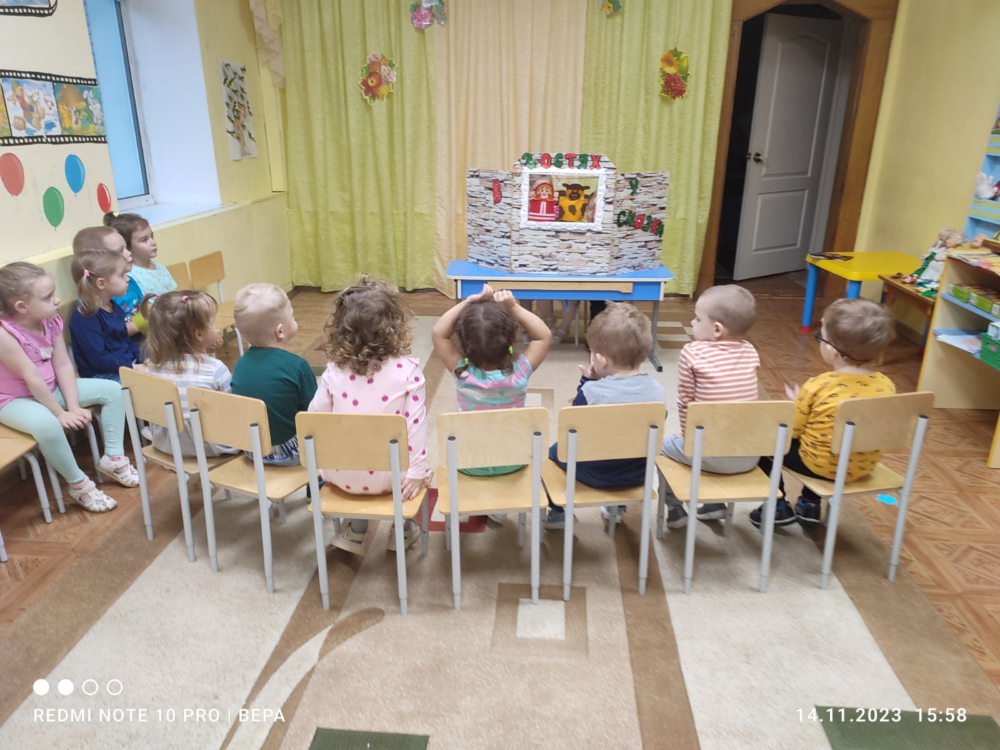 ГОСТЯХ
В
У
СКАЗКИ
REDMI NOTE 10 PRO | ВЕРА
14.11.2023 15:58